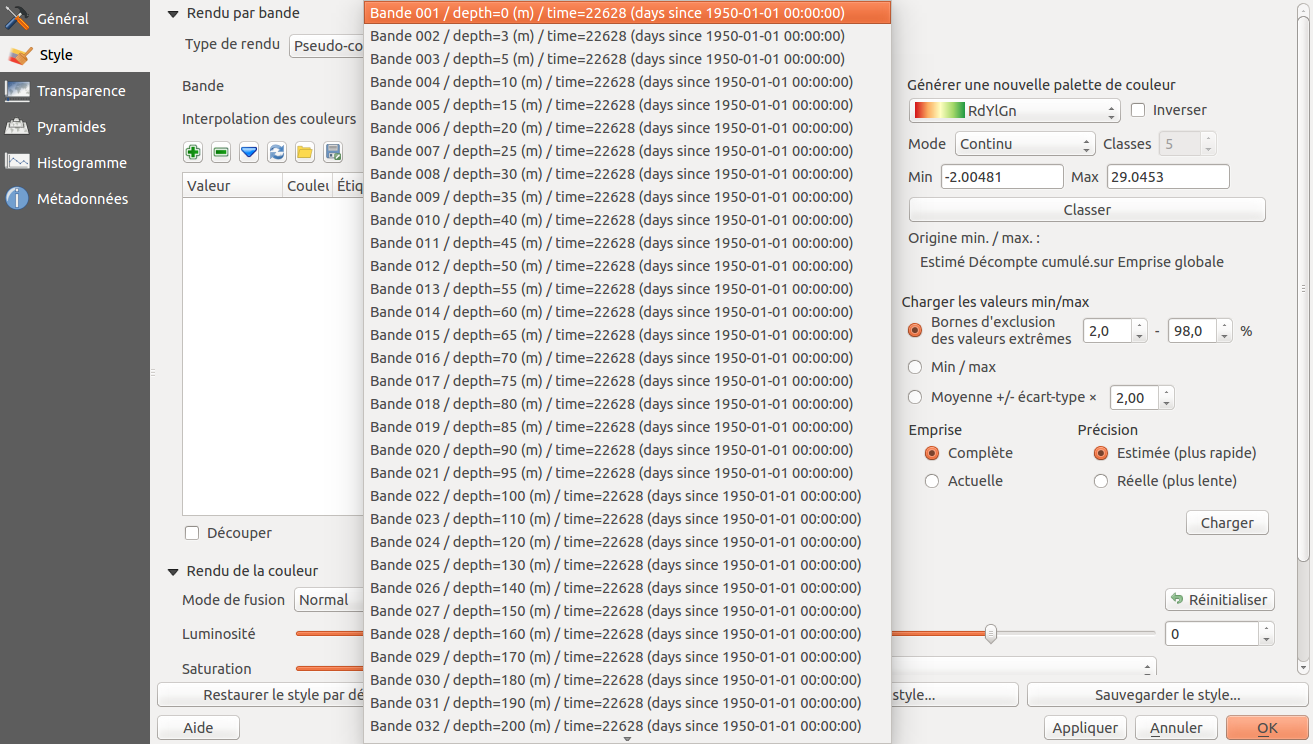 Général
Style
Transparence
Pyramides
Histogramme
Métadonnées
Rendu par bande
Type de rendu
Pseudo-co
Bande
Interpolation des couleurs
Valeur
Couleu
Étiq
Découper
Rendu de la couleur
Mode de fusion
Normal
Luminosité
Saturation
Restaurer le style par dé
Aide
Bande 001 / depth=0 (m) / time=22628 (days since 1950-01-01 00:00:00)
Bande 002 / depth=3 (m) / time=22628 (days since 1950-01-01 00:00:00)
Bande 003 / depth=5 (m) / time=22628 (days since 1950-01-01 00:00:00)
Bande 004 / depth=10 (m) / time=22628 (days since 1950-01-01 00:00:00)
Bande 005 / depth=15 (m) / time=22628 (days since 1950-01-01 00:00:00)
Bande 006 / depth=20 (m) / time=22628 (days since 1950-01-01 00:00:00)
Bande 007 / depth=25 (m) / time=22628 (days since 1950-01-01 00:00:00)
Bande 008 / depth=30 (m) / time=22628 (days since 1950-01-01 00:00:00)
Bande 009 / depth=35 (m) / time=22628 (days since 1950-01-01 00:00:00)
Bande 010 / depth=40 (m) / time=22628 (days since 1950-01-01 00:00:00)
Bande 011 / depth=45 (m) / time=22628 (days since 1950-01-01 00:00:00)
Bande 012 / depth=50 (m) / time=22628 (days since 1950-01-01 00:00:00)
Bande 013 / depth=55 (m) / time=22628 (days since 1950-01-01 00:00:00)
Bande 014 / depth=60 (m) / time=22628 (days since 1950-01-01 00:00:00)
Bande 015 / depth=65 (m) / time=22628 (days since 1950-01-01 00:00:00)
Bande 016 / depth=70 (m) / time=22628 (days since 1950-01-01 00:00:00)
Bande 017 / depth=75 (m) / time=22628 (days since 1950-01-01 00:00:00)
Bande 018 / depth=80 (m) / time=22628 (days since 1950-01-01 00:00:00)
Bande 019 / depth=85 (m) / time=22628 (days since 1950-01-01 00:00:00)
Bande 020 / depth=90 (m) / time=22628 (days since 1950-01-01 00:00:00)
Bande 021 / depth=95 (m) / time=22628 (days since 1950-01-01 00:00:00)
Bande 022 / depth=100 (m) / time=22628 (days since 1950-01-01 00:00:00)
Bande 023 / depth=110 (m) / time=22628 (days since 1950-01-01 00:00:00)
Bande 024 / depth=120 (m) / time=22628 (days since 1950-01-01 00:00:00)
Bande 025 / depth=130 (m) / time=22628 (days since 1950-01-01 00:00:00)
Bande 026 / depth=140 (m) / time=22628 (days since 1950-01-01 00:00:00)
Bande 027 / depth=150 (m) / time=22628 (days since 1950-01-01 00:00:00)
Bande 028 / depth=160 (m) / time=22628 (days since 1950-01-01 00:00:00)
Bande 029 / depth=170 (m) / time=22628 (days since 1950-01-01 00:00:00)
Bande 030 / depth=180 (m) / time=22628 (days since 1950-01-01 00:00:00)
Bande 031 / depth=190 (m) / time=22628 (days since 1950-01-01 00:00:00)
Bande 032 / depth=200 (m) / time=22628 (days since 1950-01-01 00:00:00)
Générer une nouvelle palette de couleur
RdYlGn
Inverser
Mode
Continu
Classes
5
Min
-2.00481
Max
29.0453
Classer
Origine min. / max. :
Estimé Décompte cumulé.sur Emprise globale
Charger les valeurs min/max
Bornes d'exclusion
des valeurs extrêmes
2,0
-
98,0
%
Min / max
Moyenne +/- écart-type ×
2,00
Emprise
Précision
Complète
Estimée (plus rapide)
Actuelle
Réelle (plus lente)
Charger
Réinitialiser
0
style...
Sauvegarder le style...
Appliquer
Annuler
OK